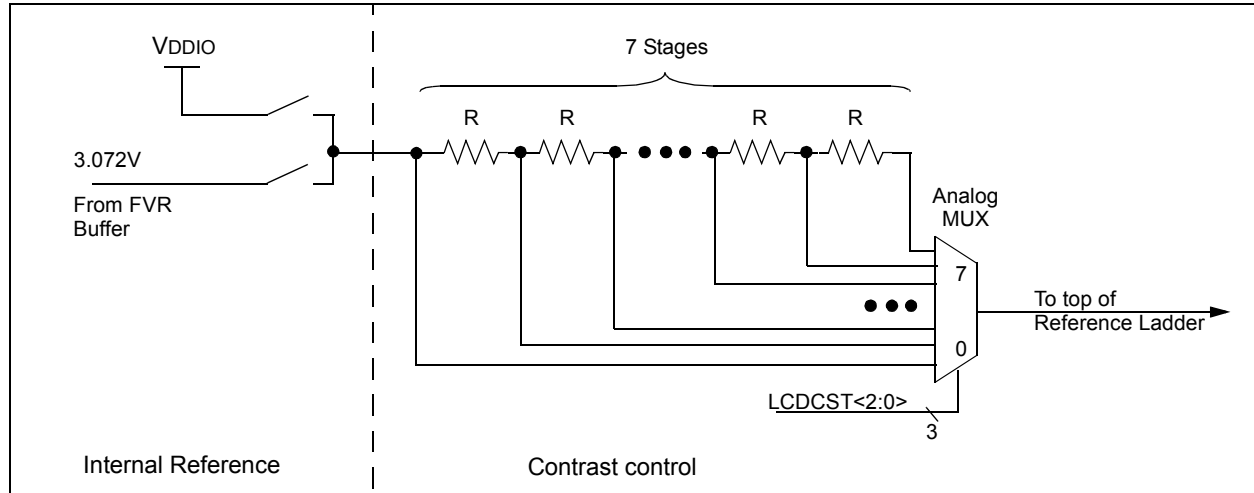 VDDIO
7 Stages
R
R
R
R
3.072V
From FVR
Buffer
Analog
MUX
7
To top of
Reference Ladder
0
LCDCST<2:0>
3
Internal Reference
Contrast control